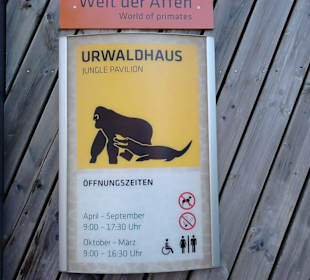 Welt der Affen
World of primates
URWALDHAUS
JUNGLE PAVILION
ÖFFNUNGSZEITEN
April - September
9:00 - 17:30 Uhr
Oktober - März
9:00 - 16:30 Uhr